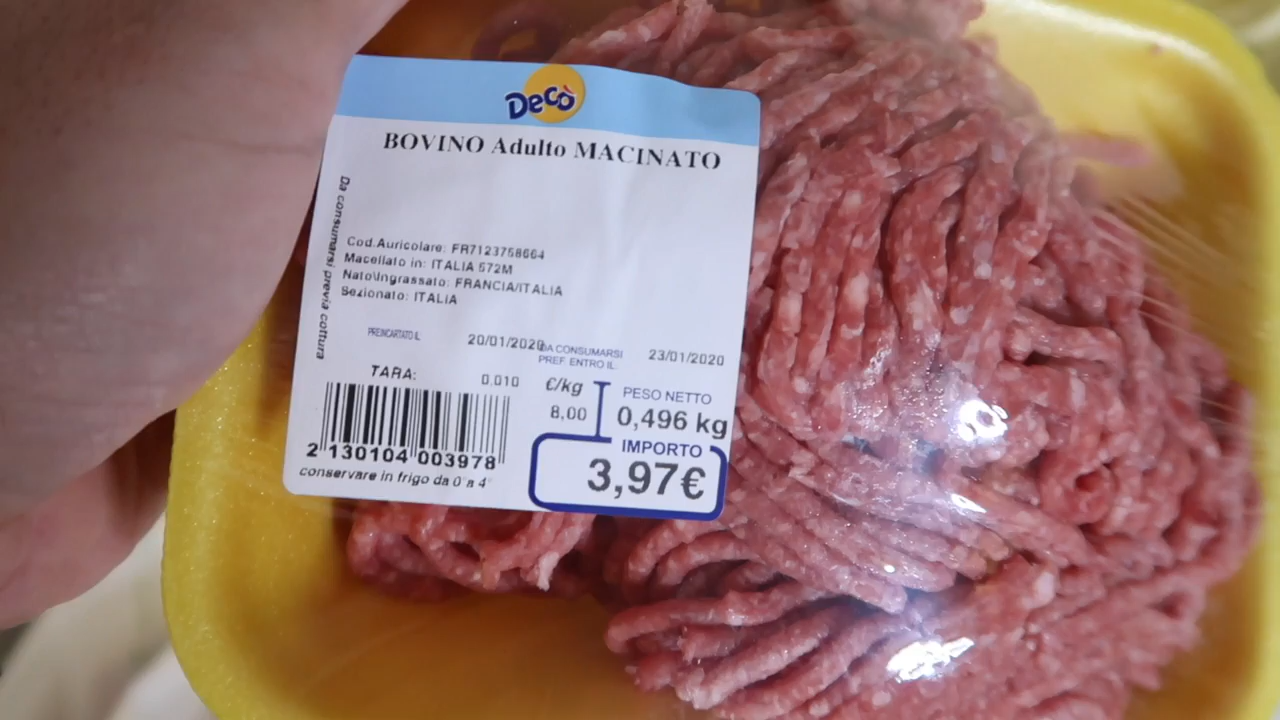 Decò
BOVINO Adulto MACINATO
Da consumarsi previa cottura
Cod.Auricolare: FR7123758664
Macellato in: ITALIA 572M
Nato\Ingrassato: FRANCIA/ITALIA
Sezionato: ITALIA
PREINCARTATO IL 20/01/2020
DA CONSUMARSI
PREF. ENTRO IL: 23/01/2020
TARA: 0.010
€/kg
8,00
PESO NETTO
0,496 kg
IMPORTO
3,97€
2 130104 003978
conservare in frigo da 0° a 4°